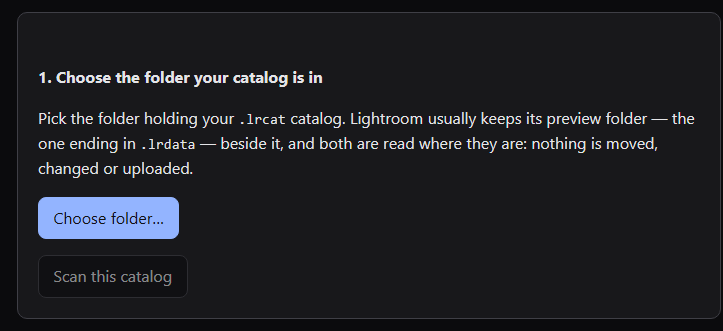 1. Choose the folder your catalog is in
Pick the folder holding your .lrcat catalog. Lightroom usually keeps its preview folder — the
one ending in .lrdata — beside it, and both are read where they are: nothing is moved,
changed or uploaded.
Choose folder...
Scan this catalog